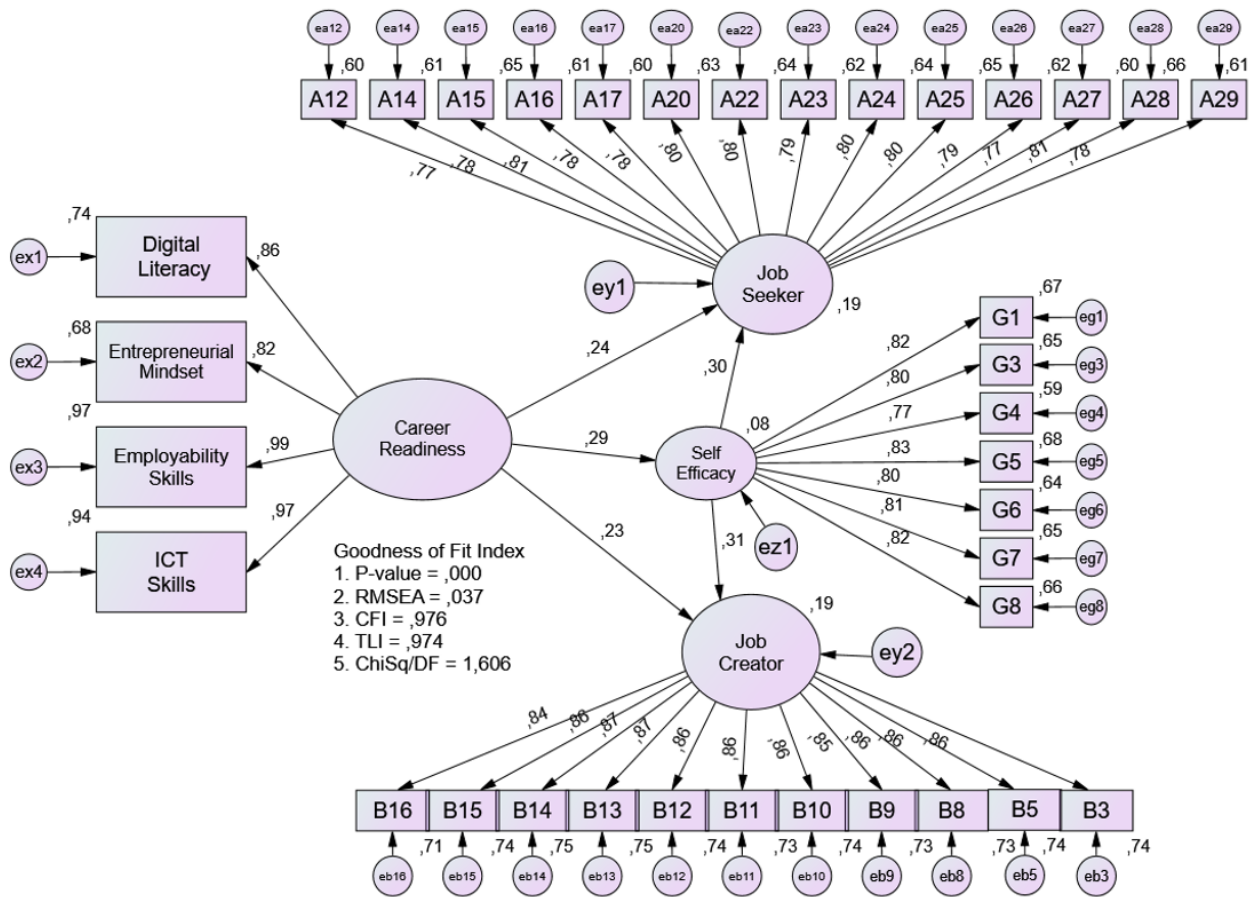 ea12 ea14 ea15 ea16 ea17 ea20 ea22 ea23 ea24 ea25 ea26 ea27 ea28 ea29
,60 ,61 ,65 ,61 ,60 ,63 ,64 ,62 ,64 ,65 ,62 ,60 ,66 ,61
A12 A14 A15 A16 A17 A20 A22 A23 A24 A25 A26 A27 A28 A29
,77 ,78 ,81 ,78 ,78 ,80 ,80 ,79 ,80 ,80 ,79 ,77 ,81 ,78
,74
ex1
Digital
Literacy
,86
,68
ex2
Entrepreneurial
Mindset
,82
,97
ex3
Employability
Skills
,99
,94
ex4
ICT
Skills
,97
Career
Readiness
ey1
Job
Seeker
,19
,24
,30
,29
Self
Efficacy
,08
ez1
,23
,31
,82
G1
,67
eg1
,80
G3
,65
eg3
,77
G4
,59
eg4
,83
G5
,68
eg5
,80
G6
,64
eg6
,81
G7
,65
eg7
,82
G8
,66
eg8
Goodness of Fit Index
1. P-value = ,000
2. RMSEA = ,037
3. CFI = ,976
4. TLI = ,974
5. ChiSq/DF = 1,606
Job
Creator
,19
ey2
,84 ,86 ,87 ,87 ,86 ,86 ,86 ,85 ,86 ,86 ,86
B16 B15 B14 B13 B12 B11 B10 B9 B8 B5 B3
,71 ,74 ,75 ,75 ,74 ,73 ,74 ,73 ,73 ,74 ,74
eb16 eb15 eb14 eb13 eb12 eb11 eb10 eb9 eb8 eb5 eb3